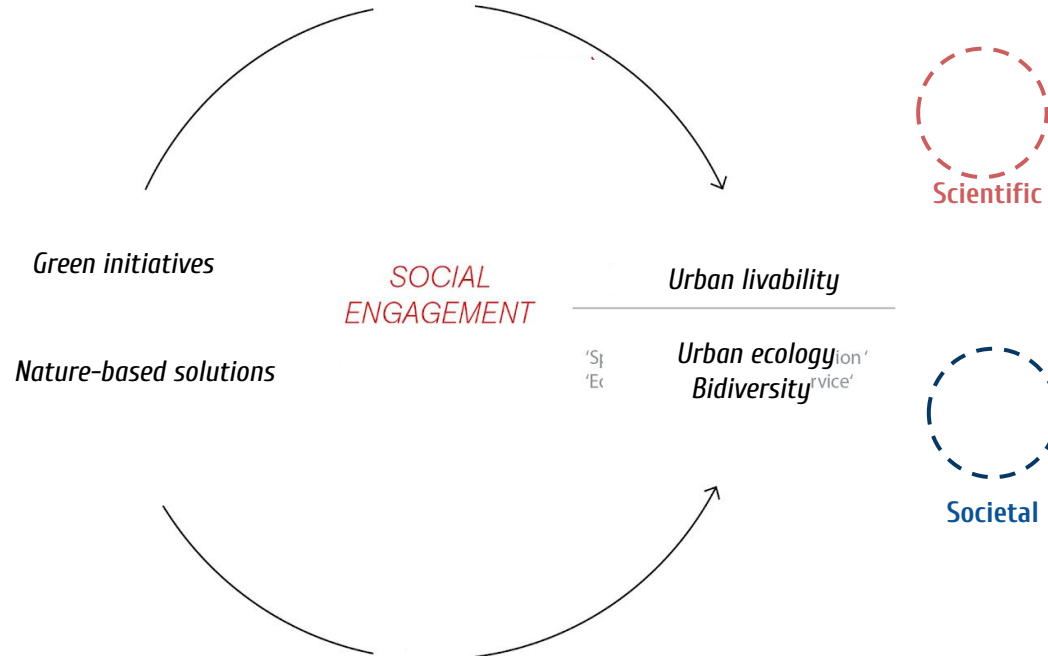 Scientific
Green initiatives
Nature-based solutions
SOCIAL
ENGAGEMENT
Urban livability
Urban ecology
Bidiversity
Societal